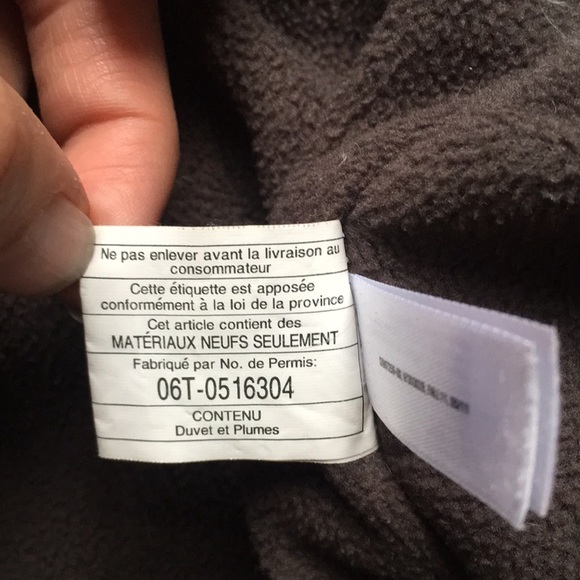 Ne pas enlever avant la livraison au
consommateur
Cette étiquette est apposée
conformément à la loi de la province
Cet article contient des
MATÉRIAUX NEUFS SEULEMENT
Fabriqué par No. de Permis:
06T-0516304
CONTENU
Duvet et Plumes